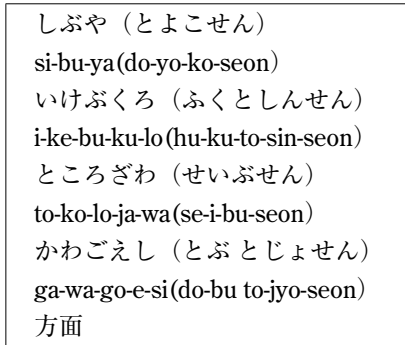 しぶや（とよこせん）
si-bu-ya(do-yo-ko-seon）
いけぶくろ（ふくとしんせん）
i-ke-bu-ku-lo(hu-ku-to-sin-seon）
ところざわ（せいぶせん）
to-ko-lo-ja-wa(se-i-bu-seon）
かわごえし（とぶ とじょせん）
ga-wa-go-e-si(do-bu to-jyo-seon）
方面